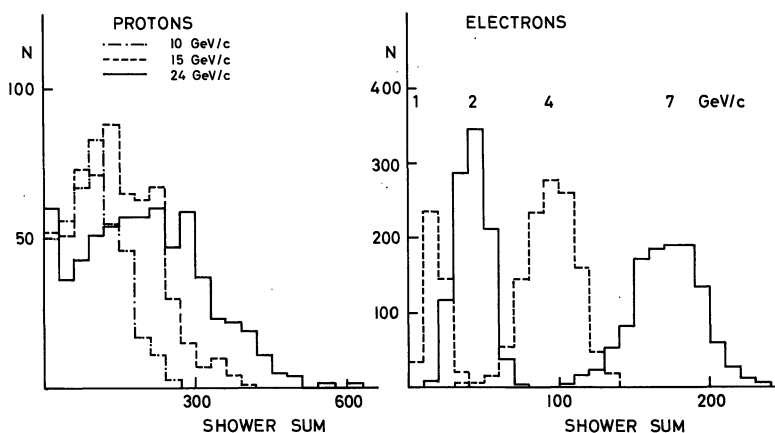 PROTONS
10 GeV/c
15 GeV/c
24 GeV/c
N
100
50
300
600
SHOWER SUM
ELECTRONS
N
400
1 2 4 7 GeV/c
300
200
100
100
200
SHOWER SUM